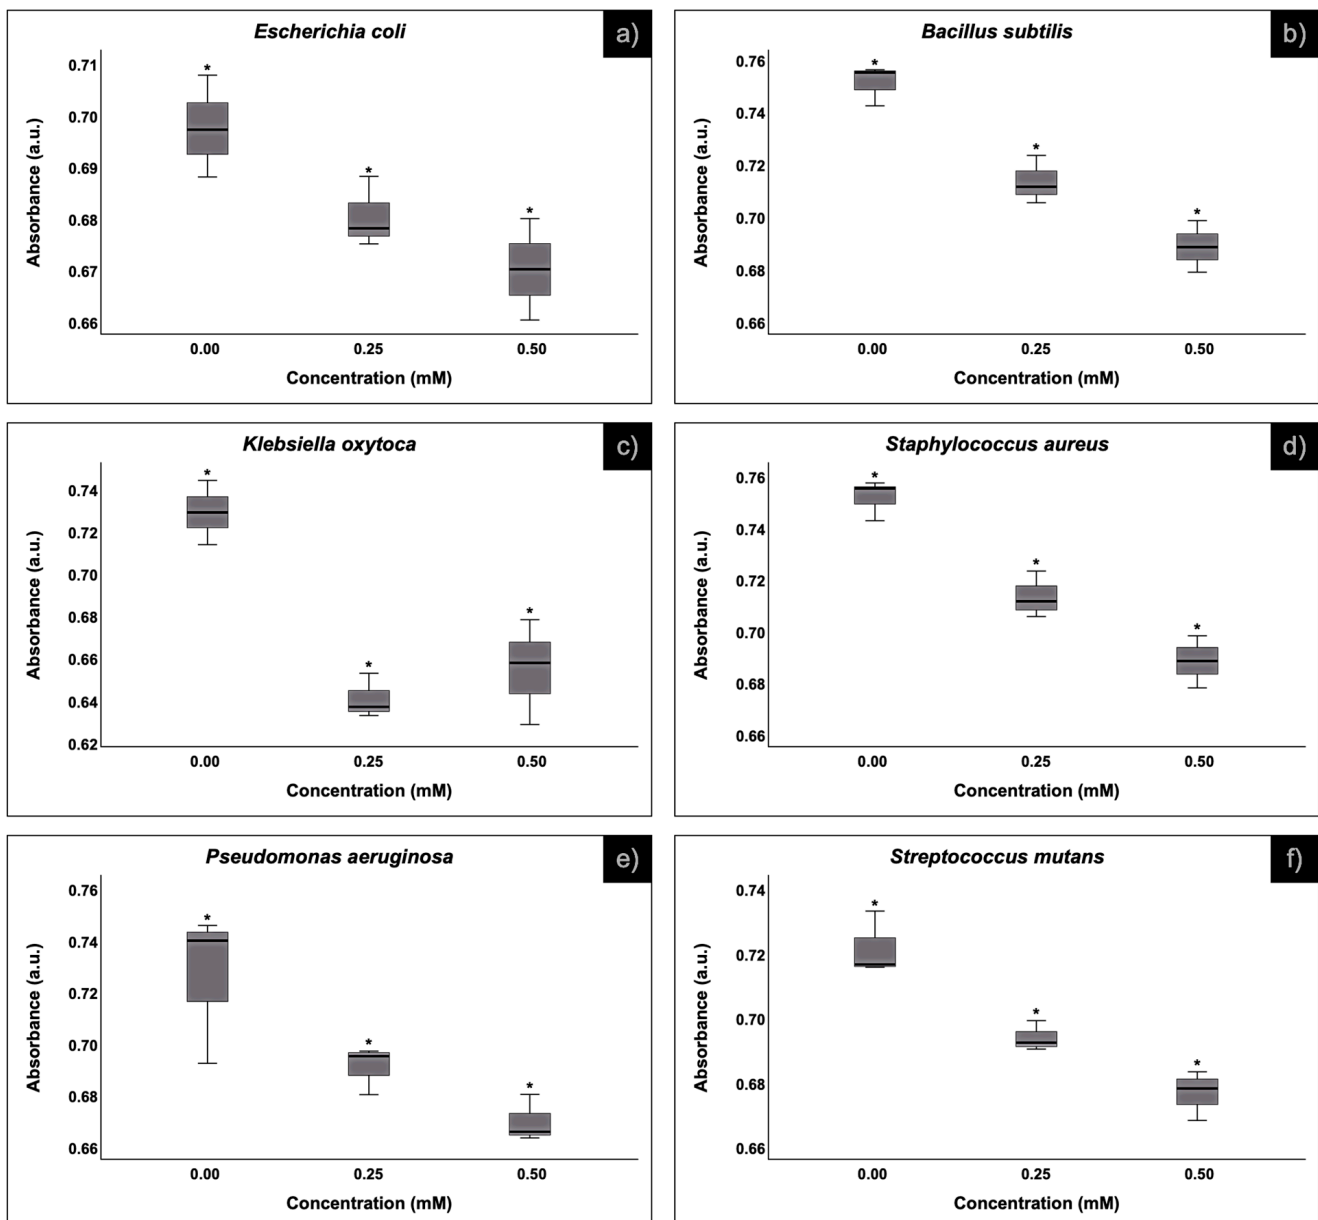 Escherichia coli
a)
Absorbance (a.u.)
0.71
0.70
0.69
0.68
0.67
0.66
*
*
*
0.00 0.25 0.50
Concentration (mM)
Bacillus subtilis
b)
Absorbance (a.u.)
0.76
0.74
0.72
0.70
0.68
0.66
*
*
*
0.00 0.25 0.50
Concentration (mM)
Klebsiella oxytoca
c)
Absorbance (a.u.)
0.74
0.72
0.70
0.68
0.66
0.64
0.62
*
*
*
0.00 0.25 0.50
Concentration (mM)
Staphylococcus aureus
d)
Absorbance (a.u.)
0.76
0.74
0.72
0.70
0.68
0.66
*
*
*
0.00 0.25 0.50
Concentration (mM)
Pseudomonas aeruginosa
e)
Absorbance (a.u.)
0.76
0.74
0.72
0.70
0.68
0.66
*
*
*
0.00 0.25 0.50
Concentration (mM)
Streptococcus mutans
f)
Absorbance (a.u.)
0.74
0.72
0.70
0.68
0.66
*
*
*
0.00 0.25 0.50
Concentration (mM)